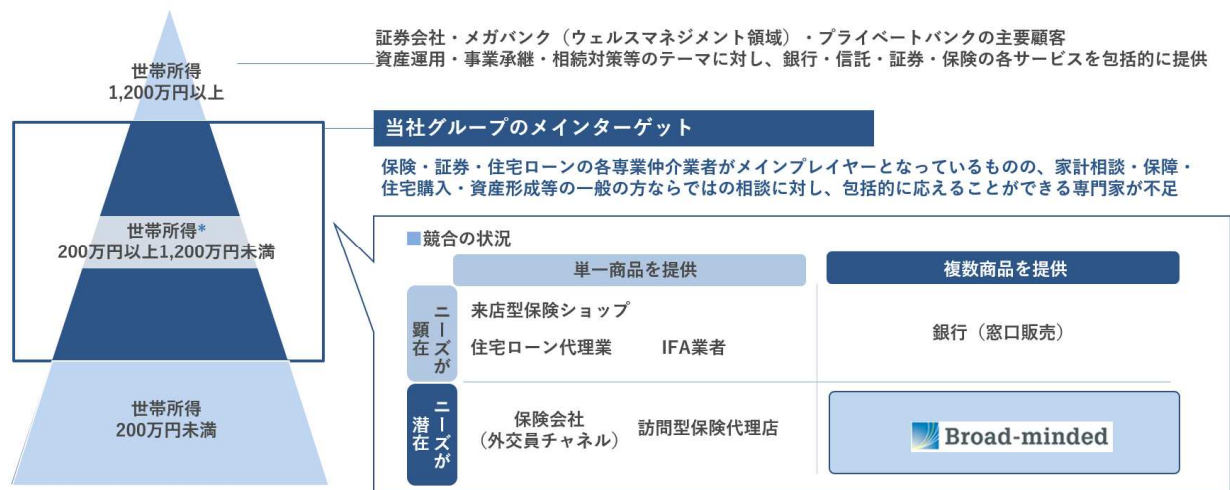 証券会社・メガバンク（ウェルスマネジメント領域）・プライベートバンクの主要顧客
資産運用・事業承継・相続対策等のテーマに対し、銀行・信託・証券・保険の各サービスを包括的に提供
世帯所得
1,200万円以上
当社グループのメインターゲット
保険・証券・住宅ローンの各専業仲介業者がメインプレイヤーとなっているものの、家計相談・保障・
住宅購入・資産形成等の一般の方ならではの相談に対し、包括的に応えることができる専門家が不足
世帯所得*
200万円以上1,200万円未満
世帯所得
200万円未満
■競合の状況
単一商品を提供
複数商品を提供
ニーズが
顕在
来店型保険ショップ
住宅ローン代理業
IFA業者
銀行（窓口販売）
ニーズが
潜在
保険会社
（外交員チャネル）
訪問型保険代理店
Broad-minded